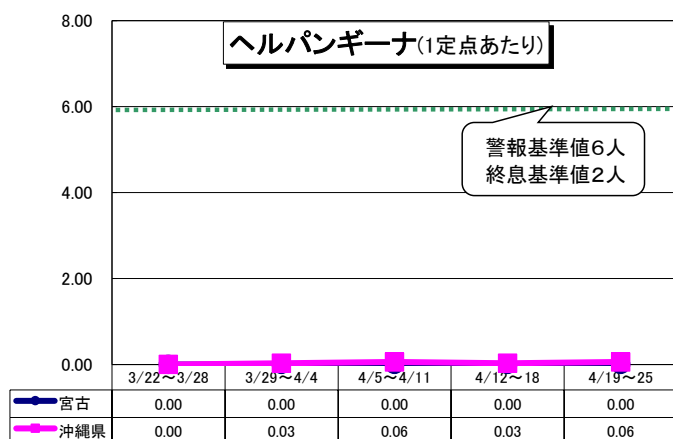 ヘルパンギーナ(1定点あたり)
8.00
6.00
警報基準値6人
終息基準値2人
4.00
2.00
0.00
3/22～3/28 3/29～4/4 4/5～4/11 4/12～18 4/19～25
宮古 0.00 0.00 0.00 0.00 0.00
沖縄県 0.00 0.03 0.06 0.03 0.06